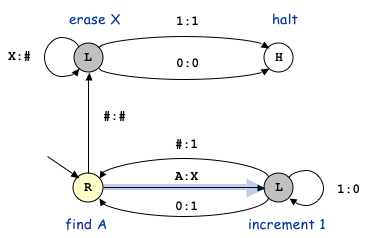 erase X
halt
1:1
X:#
L
H
0:0
#:#
#:1
R
A:X
L
1:0
0:1
find A
increment 1